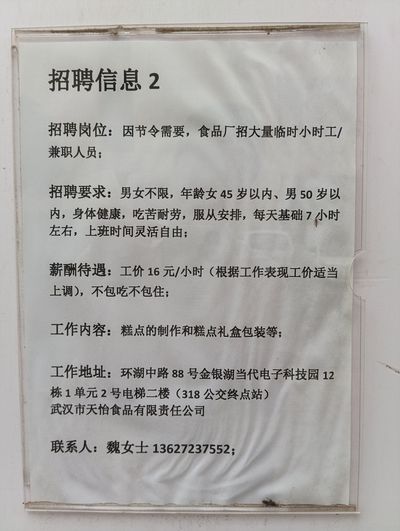 招聘信息 2
招聘岗位：因节令需要，食品厂招大量临时小时工/
兼职人员；
招聘要求：男女不限，年龄女 45 岁以内、男 50 岁以
内，身体健康，吃苦耐劳，服从安排，每天基础 7 小时
左右，上班时间灵活自由；
薪酬待遇：工价 16 元/小时（根据工作表现工价适当
上调），不包吃不包住；
工作内容：糕点的制作和糕点礼盒包装等；
工作地址：环湖中路 88 号金银湖当代电子科技园 12
栋 1 单元 2 号电梯二楼（318 公交终点站）
武汉市天怡食品有限责任公司
联系人：魏女士 13627237552；